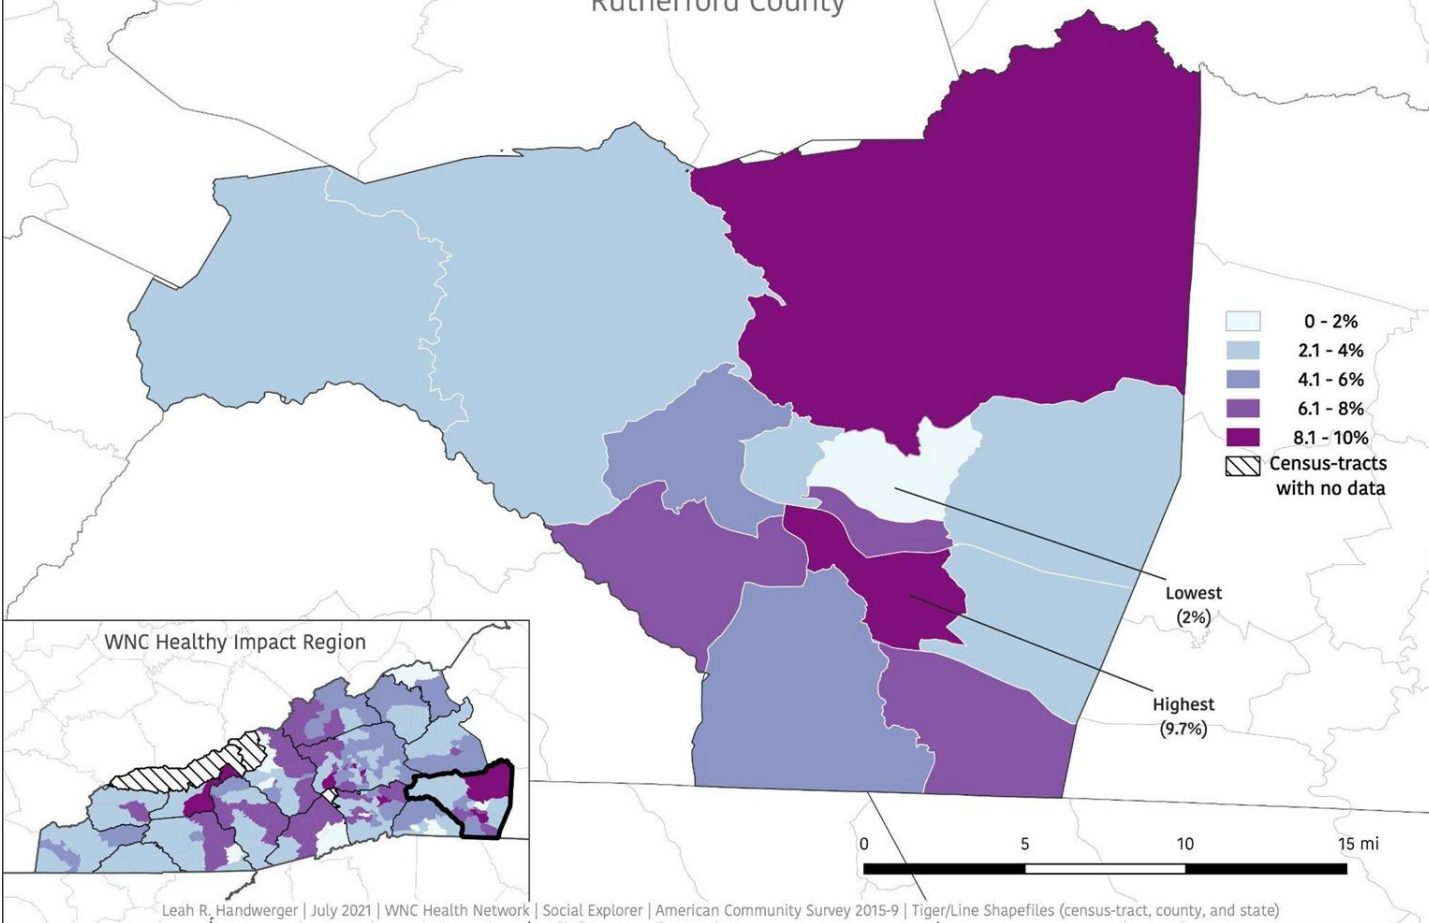 Rutherford County
0 - 2%
2.1 - 4%
4.1 - 6%
6.1 - 8%
8.1 - 10%
Census-tracts
with no data
Lowest
(2%)
Highest
(9.7%)
WNC Healthy Impact Region
0 5 10 15 mi
Leah R. Handwerger | July 2021 | WNC Health Network | Social Explorer | American Community Survey 2015-9 | Tiger/Line Shapefiles (census-tract, county, and state)